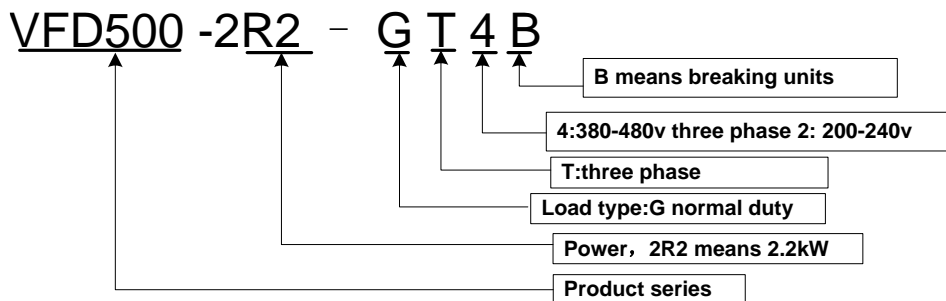 VFD500 -2R2 - G T 4 B
B means breaking units
4:380-480v three phase 2: 200-240v
T:three phase
Load type:G normal duty
Power，2R2 means 2.2kW
Product series